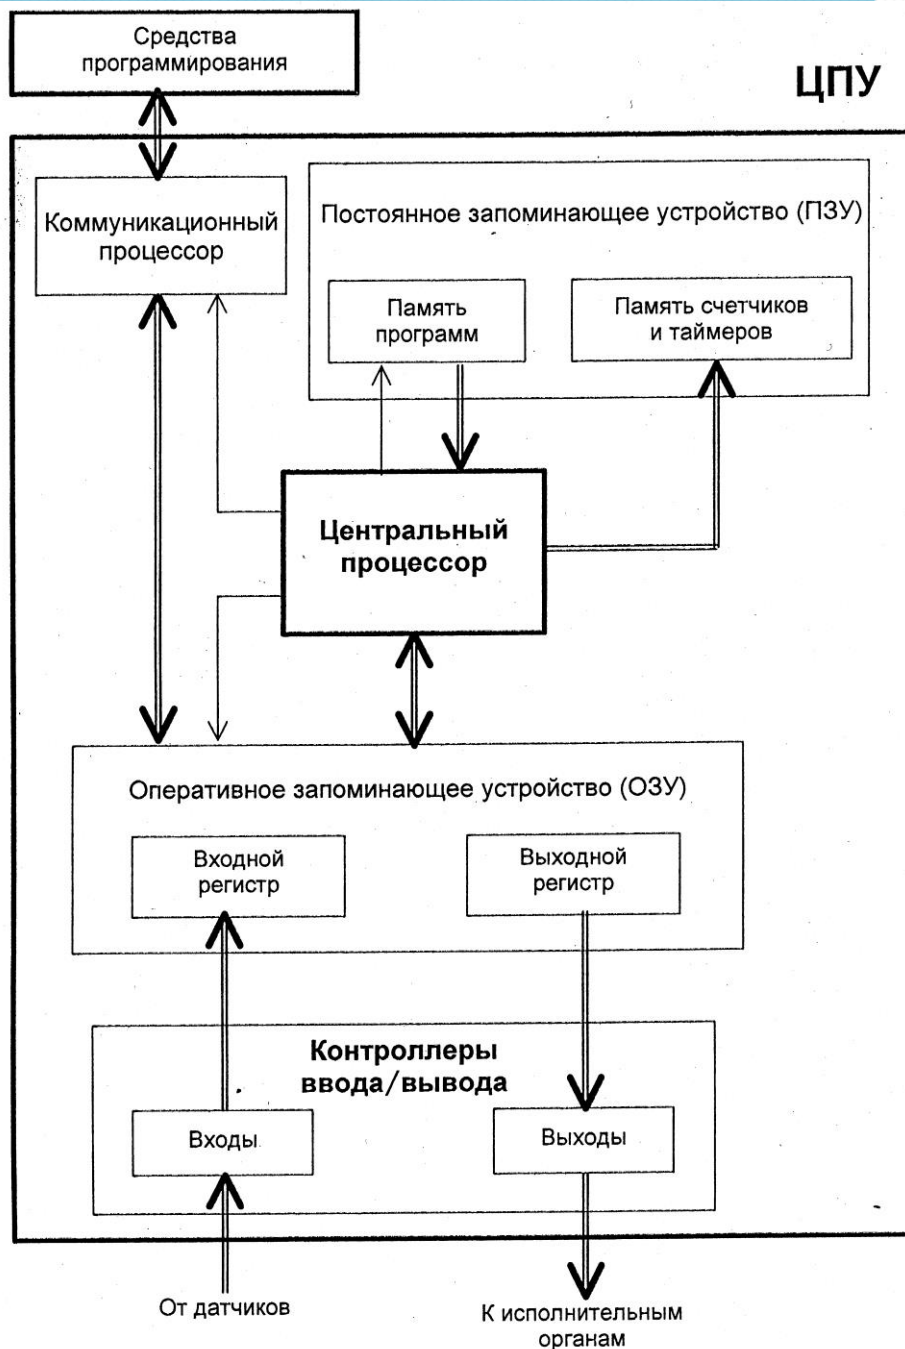 Средства
программирования
ЦПУ
Коммуникационный
процессор
Постоянное запоминающее устройство (ПЗУ)
Память
программ
Память счетчиков
и таймеров
Центральный
процессор
Оперативное запоминающее устройство (ОЗУ)
Входной
регистр
Выходной
регистр
Контроллеры
ввода/вывода
Входы
Выходы
От датчиков
К исполнительным
органам